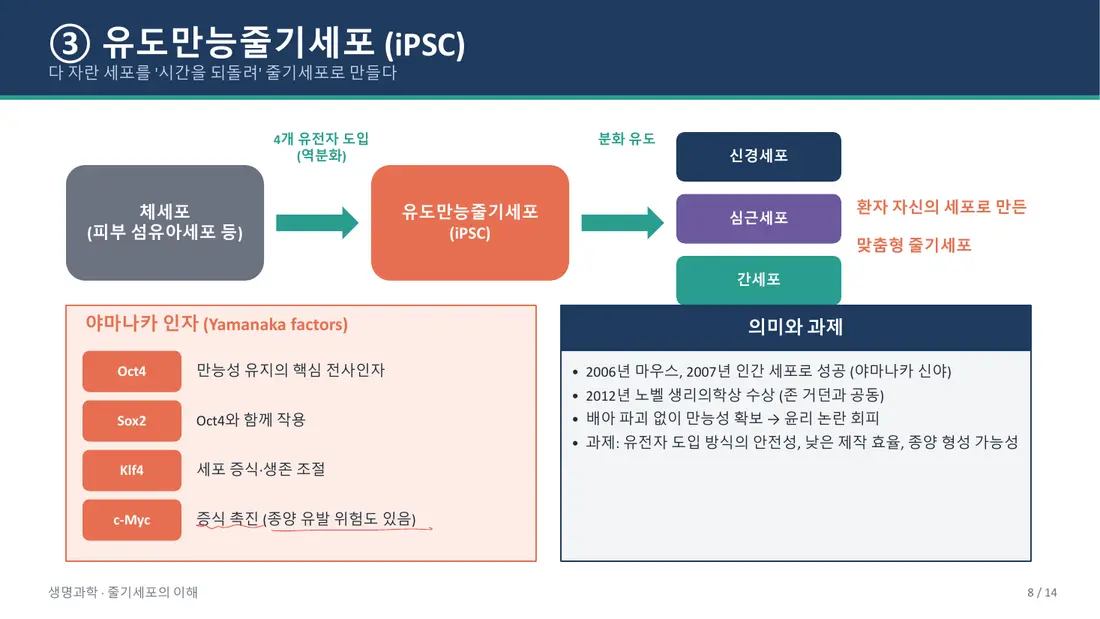 ③ 유도만능줄기세포 (iPSC)
다 자란 세포를 '시간을 되돌려' 줄기세포로 만들다
체세포
(피부 섬유아세포 등)
4개 유전자 도입
(역분화)
유도만능줄기세포
(iPSC)
분화 유도
신경세포
심근세포
간세포
환자 자신의 세포로 만든
맞춤형 줄기세포
야마나카 인자 (Yamanaka factors)
Oct4 만능성 유지의 핵심 전사인자
Sox2 Oct4와 함께 작용
Klf4 세포 증식·생존 조절
c-Myc 증식 촉진 (종양 유발 위험도 있음)
의미와 과제
• 2006년 마우스, 2007년 인간 세포로 성공 (야마나카 신야)
• 2012년 노벨 생리의학상 수상 (존 거던과 공동)
• 배아 파괴 없이 만능성 확보 → 윤리 논란 회피
• 과제: 유전자 도입 방식의 안전성, 낮은 제작 효율, 종양 형성 가능성
생명과학 · 줄기세포의 이해
8 / 14